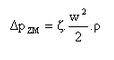 Δp_ZM = ζ. w²/2 .ρ